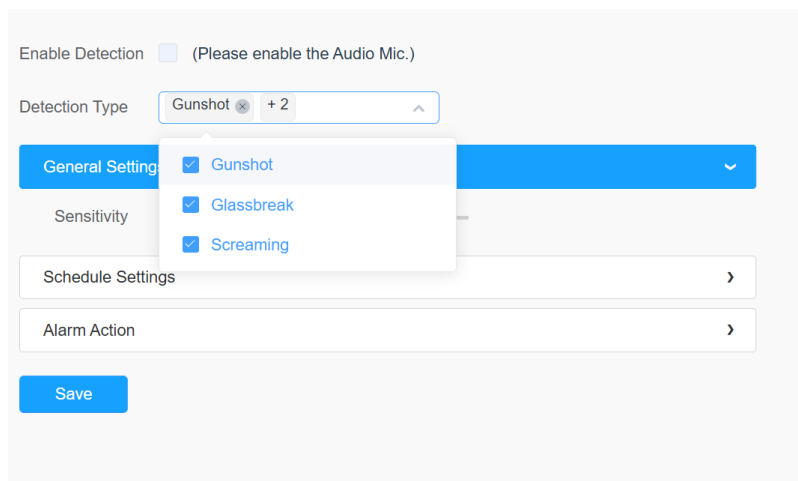 Enable Detection (Please enable the Audio Mic.)
Detection Type Gunshot + 2
General Setting
Gunshot
Glassbreak
Sensitivity
Screaming
Schedule Settings
Alarm Action
Save